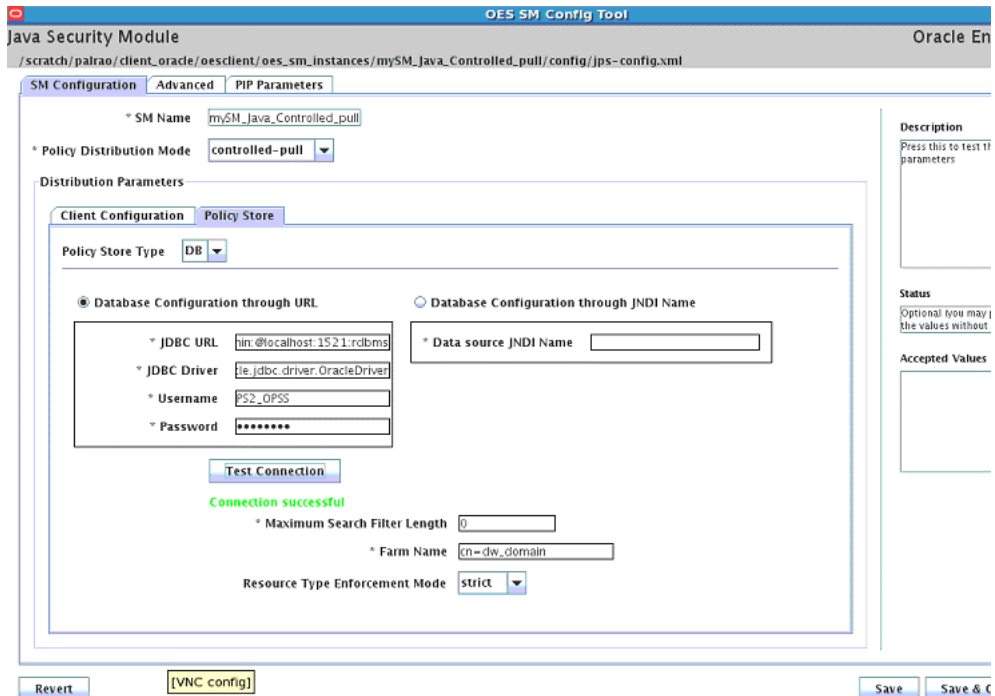 OES SM Config Tool
Java Security Module
Oracle En
/scratch/palrao/client_oracle/oesclient/oes_sm_instances/mySM_Java_Controlled_pull/config/jps-config.xml
SM Configuration
Advanced
PIP Parameters
* SM Name mySM_Java_Controlled_pull
* Policy Distribution Mode controlled-pull
Distribution Parameters
Client Configuration
Policy Store
Policy Store Type DB
Database Configuration through URL
* JDBC URL hin:@localhost:1521:rdbms
* JDBC Driver cle.jdbc.driver.OracleDriver
* Username PS2_OPSS
* Password ••••••••
Database Configuration through JNDI Name
* Data source JNDI Name
Test Connection
Connection successful
* Maximum Search Filter Length 0
* Farm Name cn=dw_domain
Resource Type Enforcement Mode strict
Description
Press this to test th
parameters
Status
Optional (you may p
the values without
Accepted Values
Revert
[VNC config]
Save
Save & C